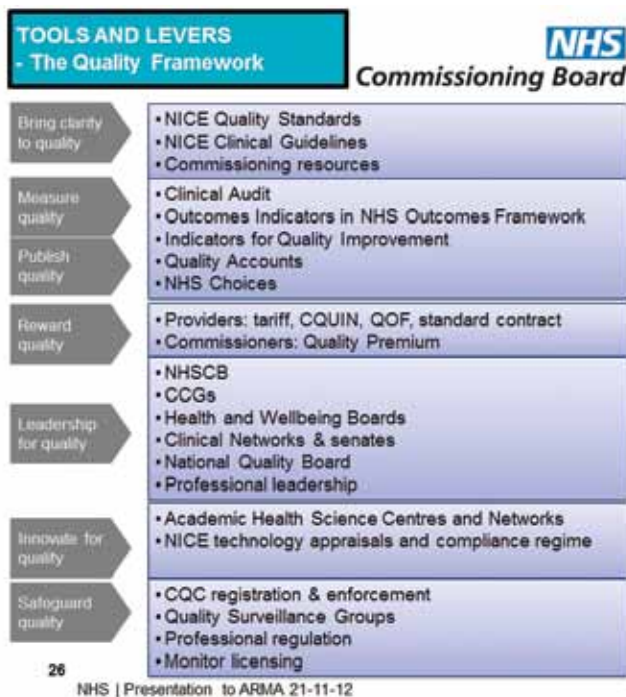 TOOLS AND LEVERS
- The Quality Framework
NHS
Commissioning Board
Bring clarity
to quality
• NICE Quality Standards
• NICE Clinical Guidelines
• Commissioning resources
Measure
quality
Publish
quality
• Clinical Audit
• Outcomes Indicators in NHS Outcomes Framework
• Indicators for Quality Improvement
• Quality Accounts
• NHS Choices
Reward
quality
• Providers: tariff, CQUIN, QOF, standard contract
• Commissioners: Quality Premium
Leadership
for quality
• NHSCB
• CCGs
• Health and Wellbeing Boards
• Clinical Networks & senates
• National Quality Board
• Professional leadership
Innovate for
quality
• Academic Health Science Centres and Networks
• NICE technology appraisals and compliance regime
Safeguard
quality
• CQC registration & enforcement
• Quality Surveillance Groups
• Professional regulation
• Monitor licensing
26
NHS | Presentation to ARMA 21-11-12